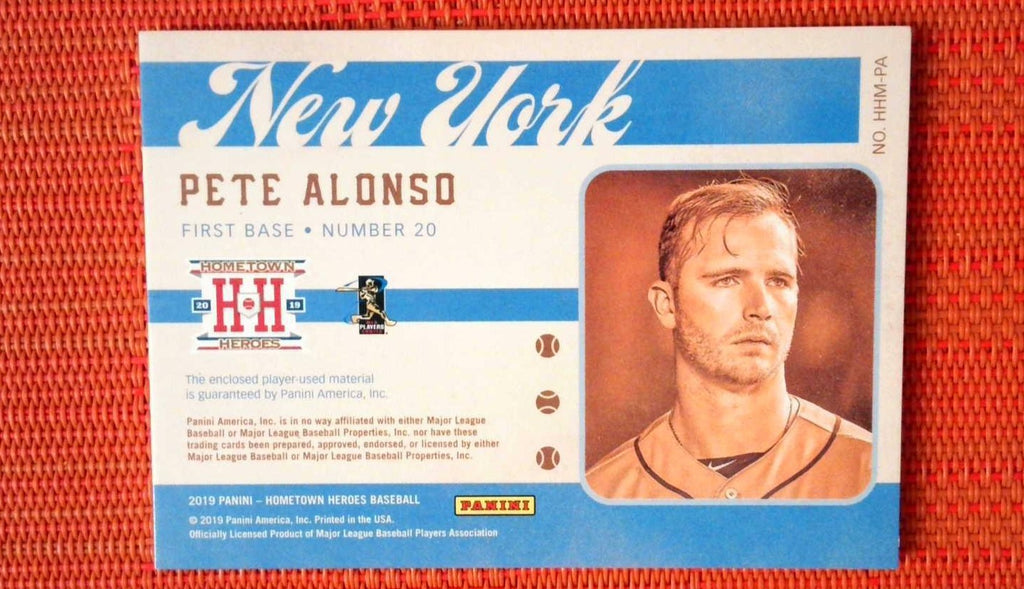 New York
NO. HHM-PA
PETE ALONSO
FIRST BASE • NUMBER 20
HOMETOWN
20 H H 19
HEROES
PLAYERS
The enclosed player-used material
is guaranteed by Panini America, Inc.
Panini America, Inc. is in no way affiliated with either Major League
Baseball or Major League Baseball Properties, Inc. nor have these
trading cards been prepared, approved, endorsed, or licensed by either
Major League Baseball or Major League Baseball Properties, Inc.
2019 PANINI – HOMETOWN HEROES BASEBALL
PANINI
© 2019 Panini America, Inc. Printed in the USA.
Officially Licensed Product of Major League Baseball Players Association